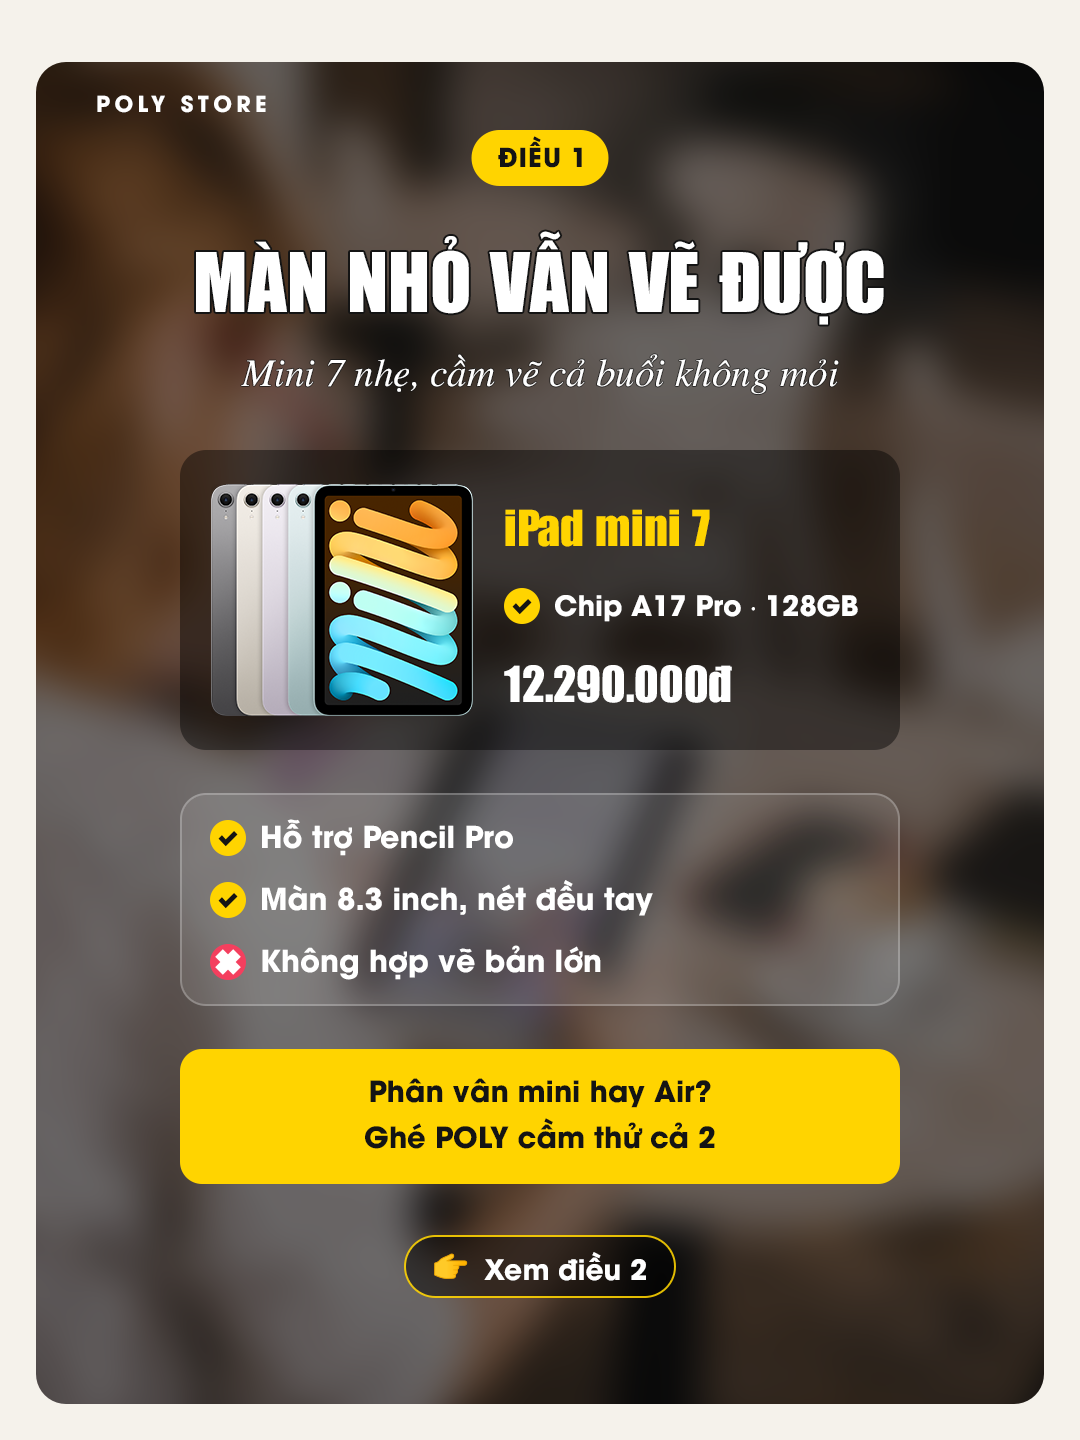 POLY STORE
ĐIỀU 1
MÀN NHỎ VẪN VẼ ĐƯỢC
Mini 7 nhẹ, cầm vẽ cả buổi không mỏi
iPad mini 7
Chip A17 Pro · 128GB
12.290.000đ
Hỗ trợ Pencil Pro
Màn 8.3 inch, nét đều tay
Không hợp vẽ bản lớn
Phân vân mini hay Air?
Ghé POLY cầm thử cả 2
👉 Xem điều 2